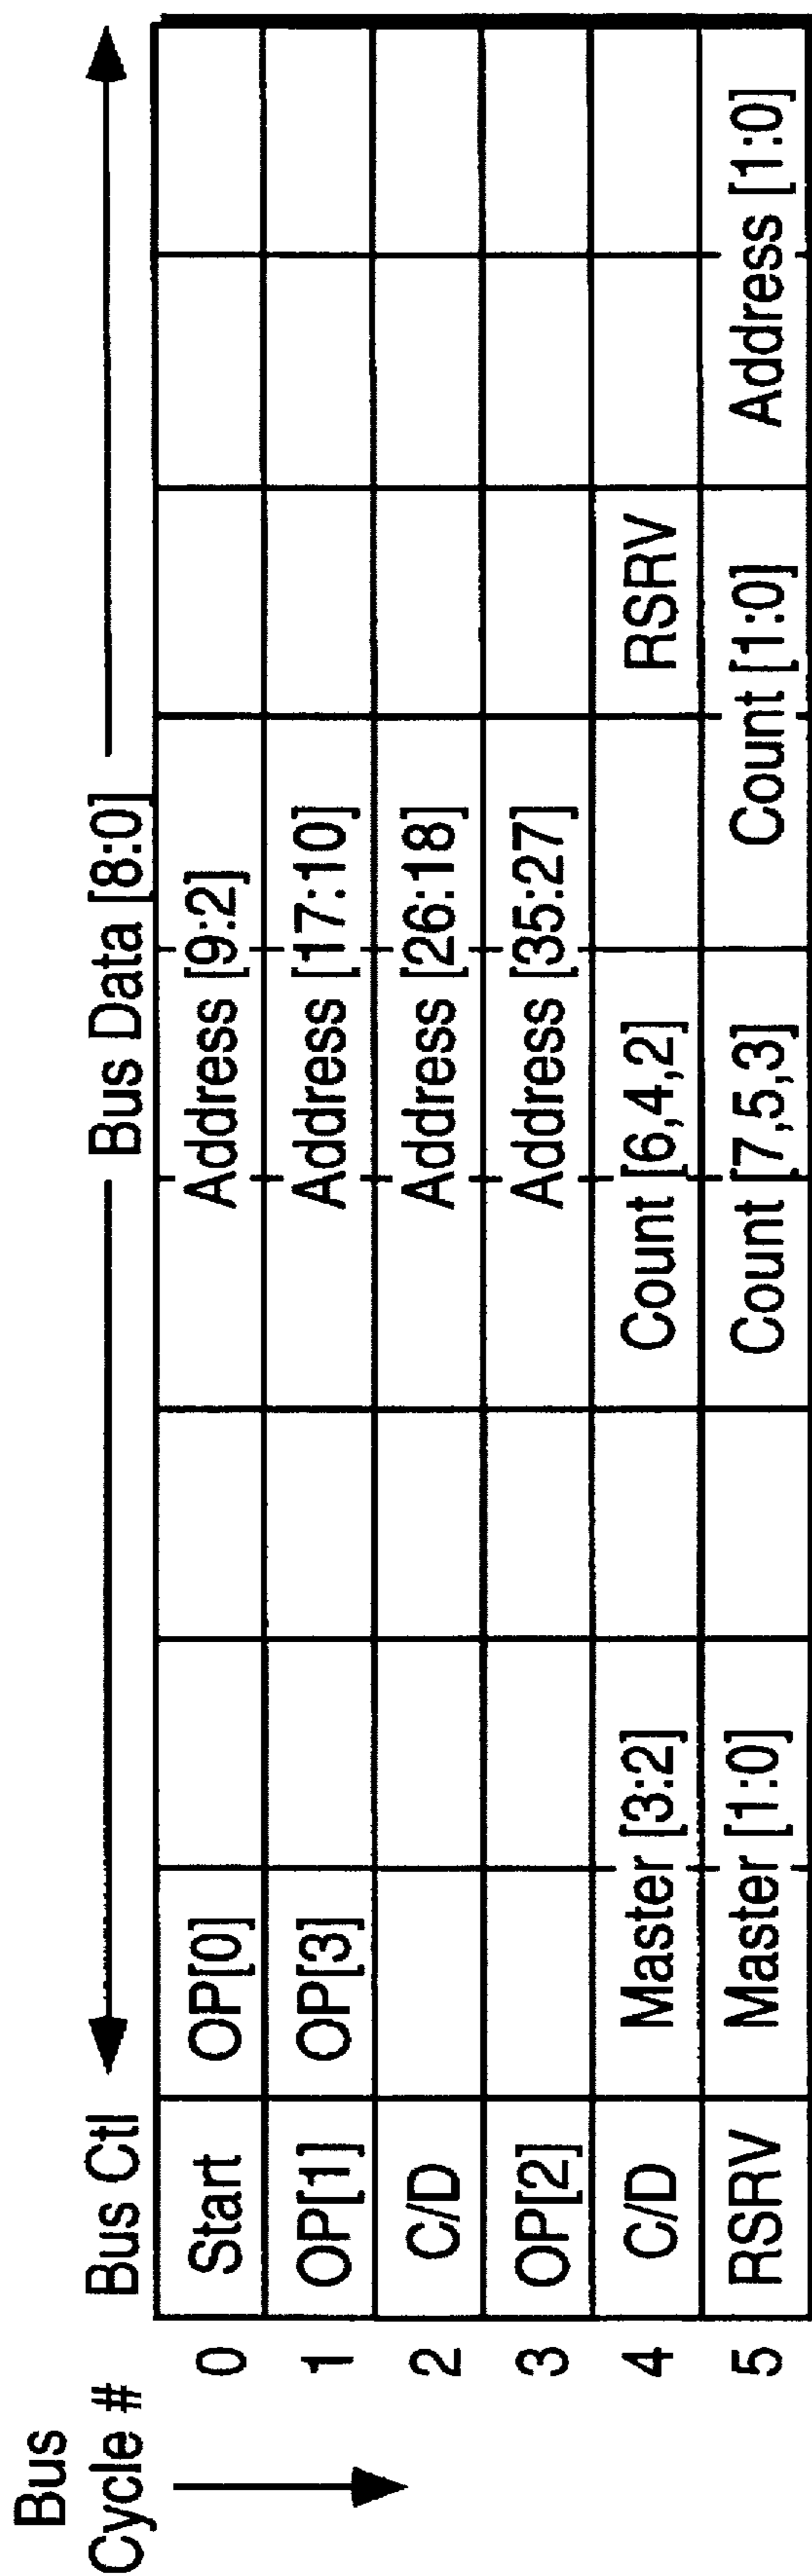 Bus
Cycle #
Bus Ctl
Bus Data [8:0]
0 Start OP[0] Address [9:2]
1 OP[1] OP[3] Address [17:10]
2 C/D Address [26:18]
3 OP[2] Address [35:27]
4 C/D Master [3:2] Count [6,4,2] RSRV
5 RSRV Master [1:0] Count [7,5,3] Count [1:0] Address [1:0]